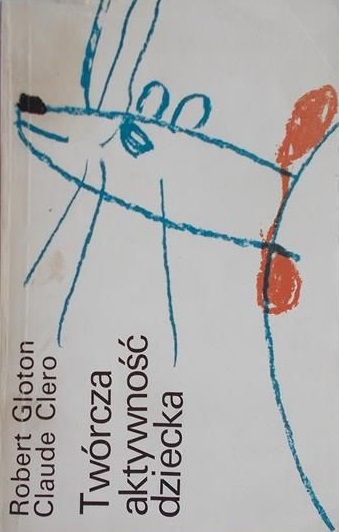 Robert Gloton
Claude Clero
Twórcza
aktywność
dziecka